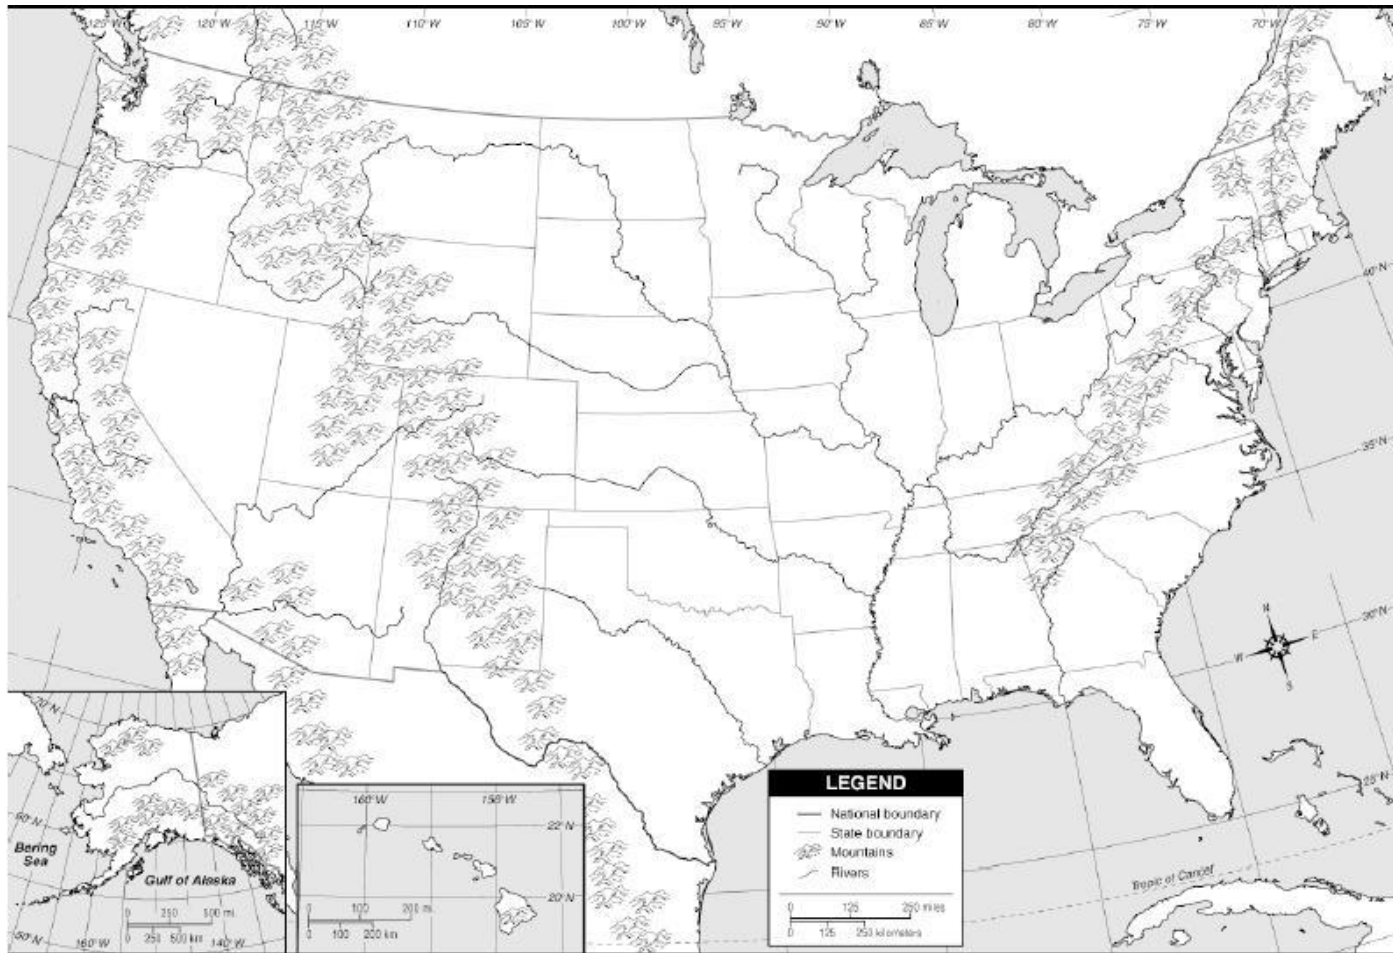 125°W 120°W 115°W 110°W 105°W 100°W 95°W 90°W 85°W 80°W 75°W 70°W
40°N
35°N
N
W E
S
30°N
25°N
Tropic of Cancer
LEGEND
National boundary
State boundary
Mountains
Rivers
0 125 250 miles
0 125 250 kilometers
70°N
60°N
Bering
Sea
Gulf of Alaska
0 250 500 mi.
0 250 500 km
50°N 160°W 140°W
160°W 155°W
22°N
20°N
0 100 200 mi.
0 100 200 km